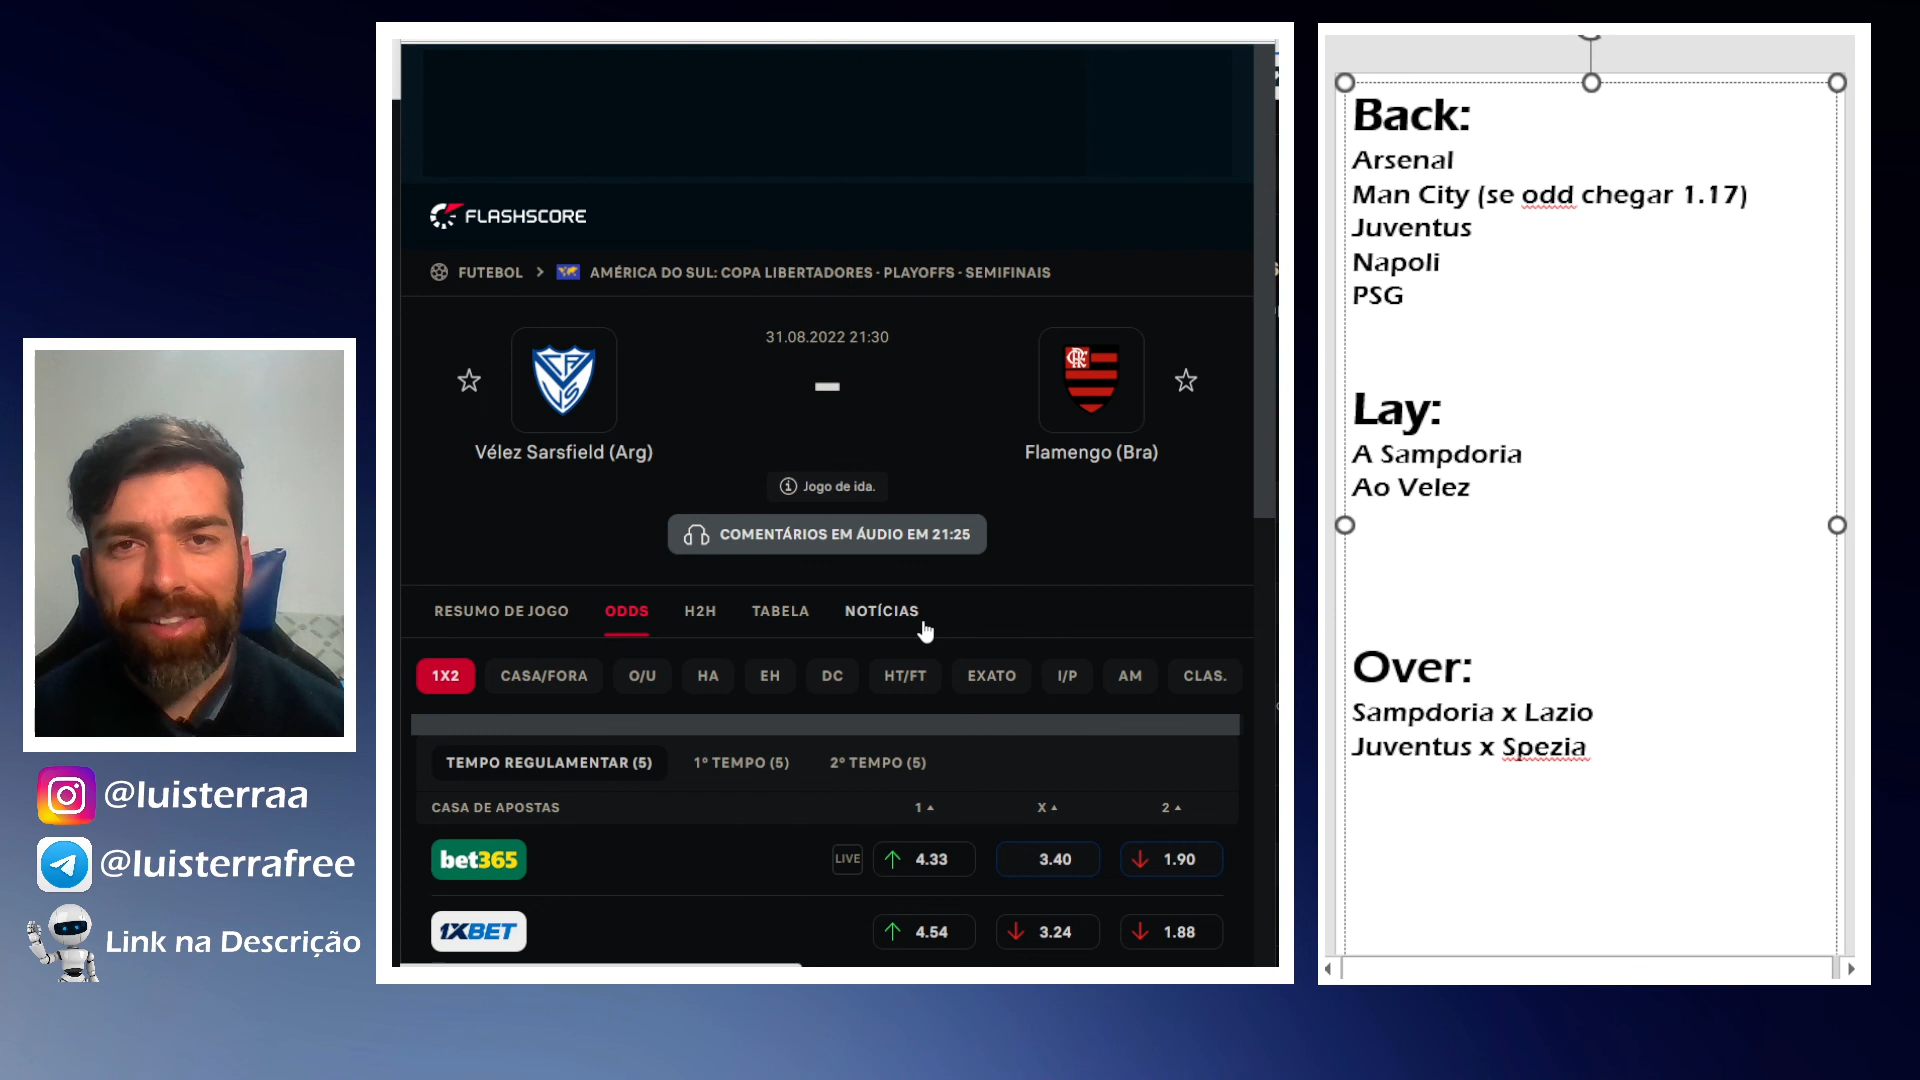 FLASHSCORE
FUTEBOL > AMÉRICA DO SUL: COPA LIBERTADORES - PLAYOFFS - SEMIFINAIS
31.08.2022 21:30
Vélez Sarsfield (Arg)
Flamengo (Bra)
Jogo de ida.
COMENTÁRIOS EM ÁUDIO EM 21:25
RESUMO DE JOGO ODDS H2H TABELA NOTÍCIAS
1X2 CASA/FORA O/U HA EH DC HT/FT EXATO I/P AM CLAS.
TEMPO REGULAMENTAR (5) 1º TEMPO (5) 2º TEMPO (5)
CASA DE APOSTAS 1 X 2
bet365 LIVE 4.33 3.40 1.90
1XBET 4.54 3.24 1.88
Back:
Arsenal
Man City (se odd chegar 1.17)
Juventus
Napoli
PSG
Lay:
A Sampdoria
Ao Velez
Over:
Sampdoria x Lazio
Juventus x Spezia
@luisterraa
@luisterrafree
Link na Descrição